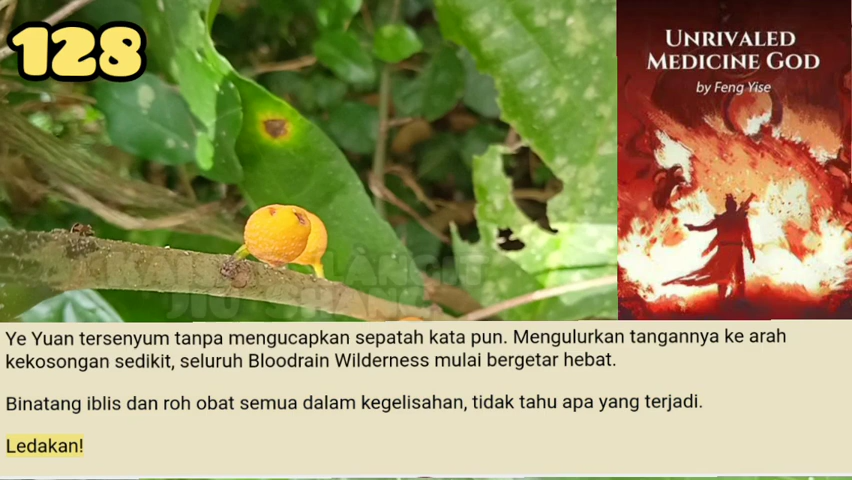 128
UNRIVALED
MEDICINE GOD
by Feng Yise
Ye Yuan tersenyum tanpa mengucapkan sepatah kata pun. Mengulurkan tangannya ke arah
kekosongan sedikit, seluruh Bloodrain Wilderness mulai bergetar hebat.
Binatang iblis dan roh obat semua dalam kegelisahan, tidak tahu apa yang terjadi.
Ledakan!